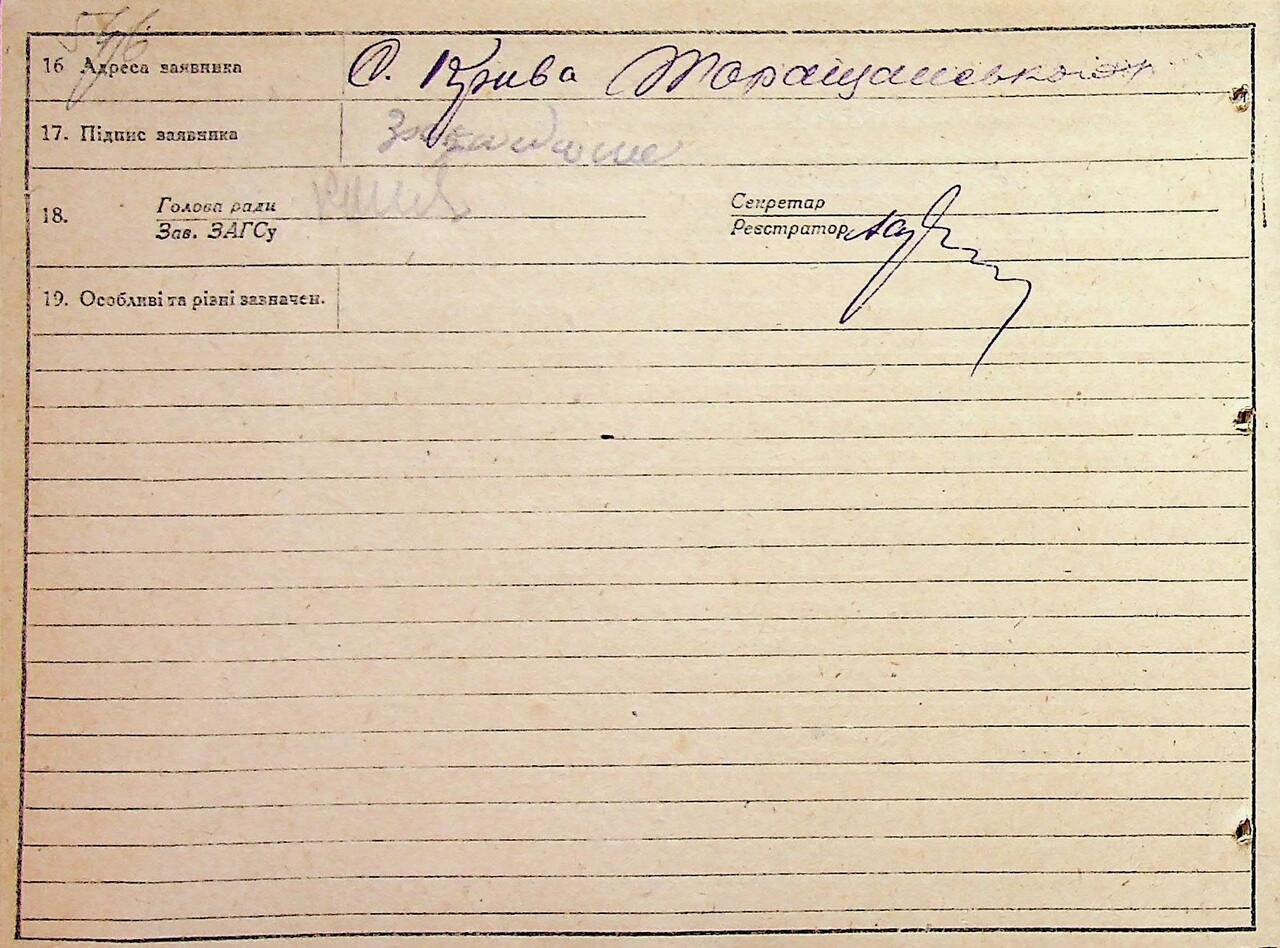 16 Адреса заявника С. Крива Таращанського р
17. Підпис заявника
18. Голова ради Секретар
Зав. ЗАГСу Реєстратор
19. Особливі та різні зазначен.